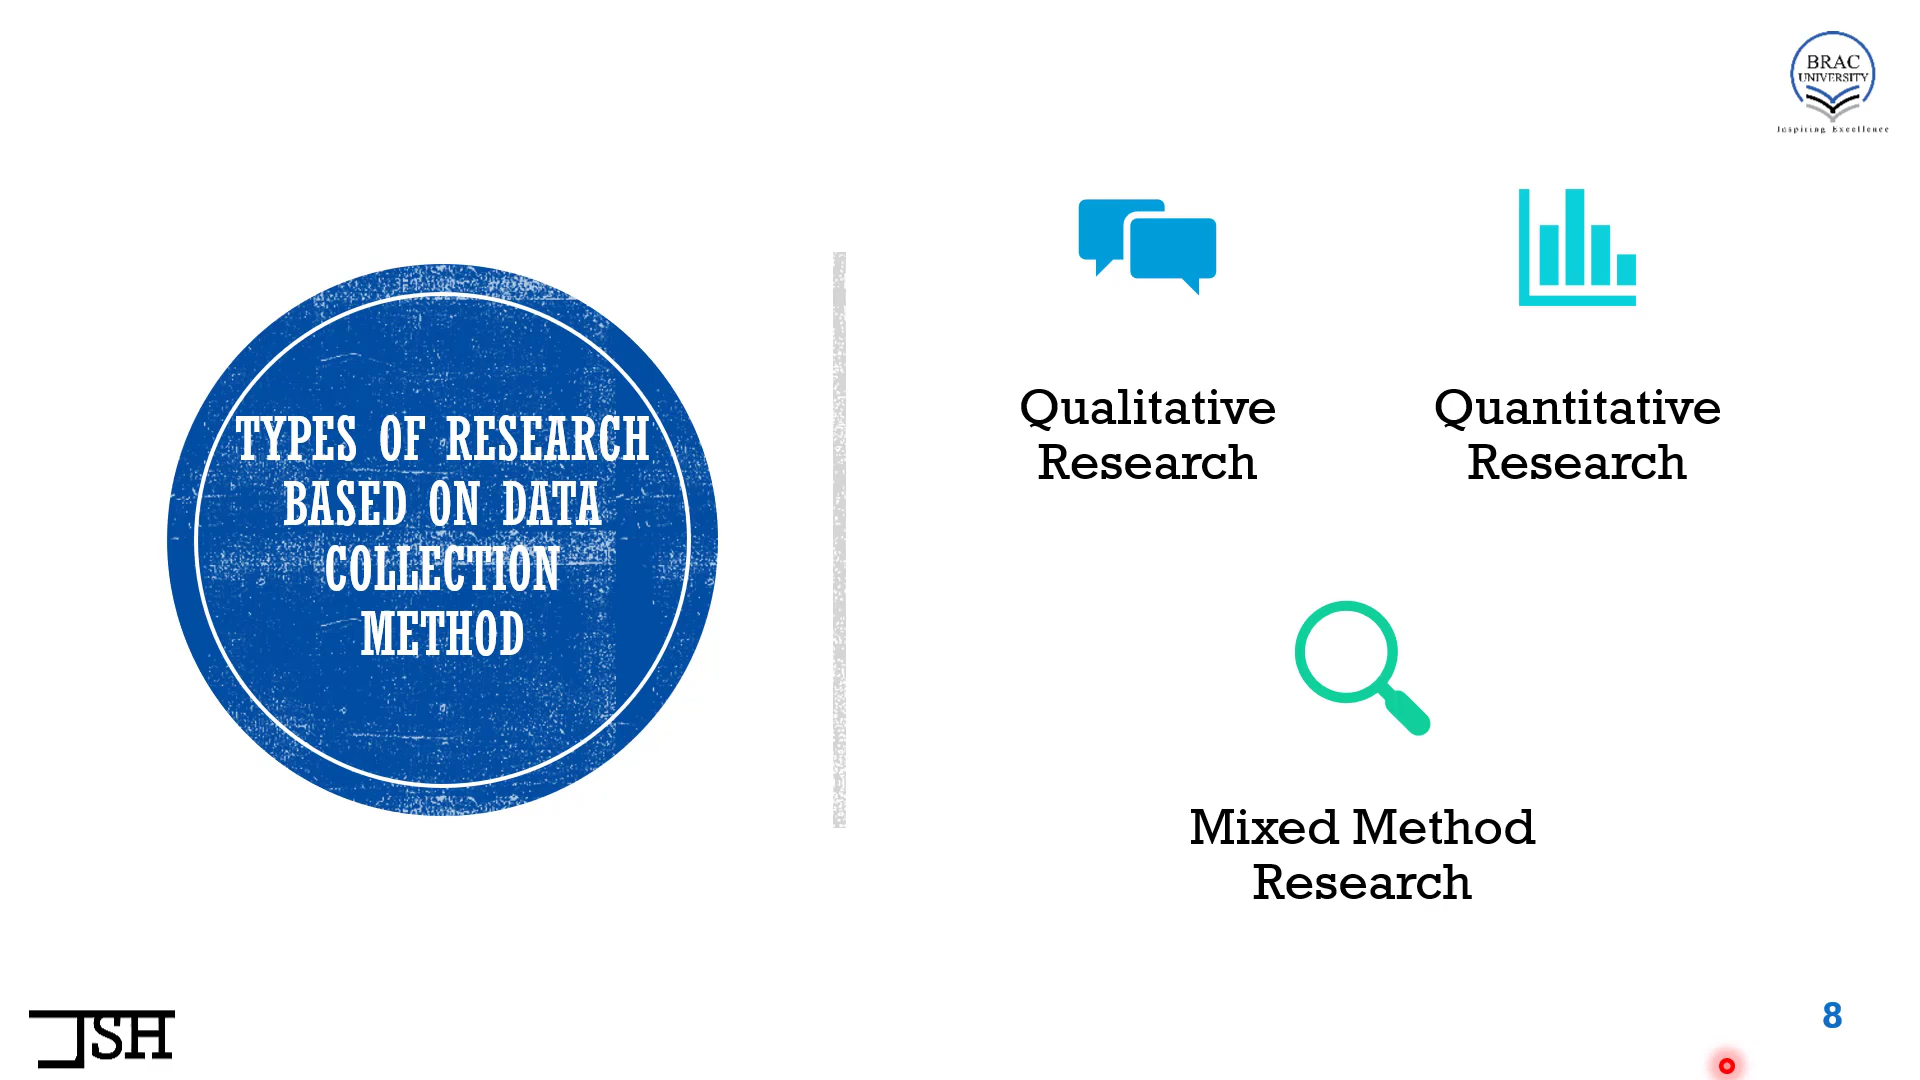 BRAC
UNIVERSITY
Inspiring Excellence
TYPES OF RESEARCH
BASED ON DATA
COLLECTION
METHOD
Qualitative
Research
Quantitative
Research
Mixed Method
Research
JSH
8